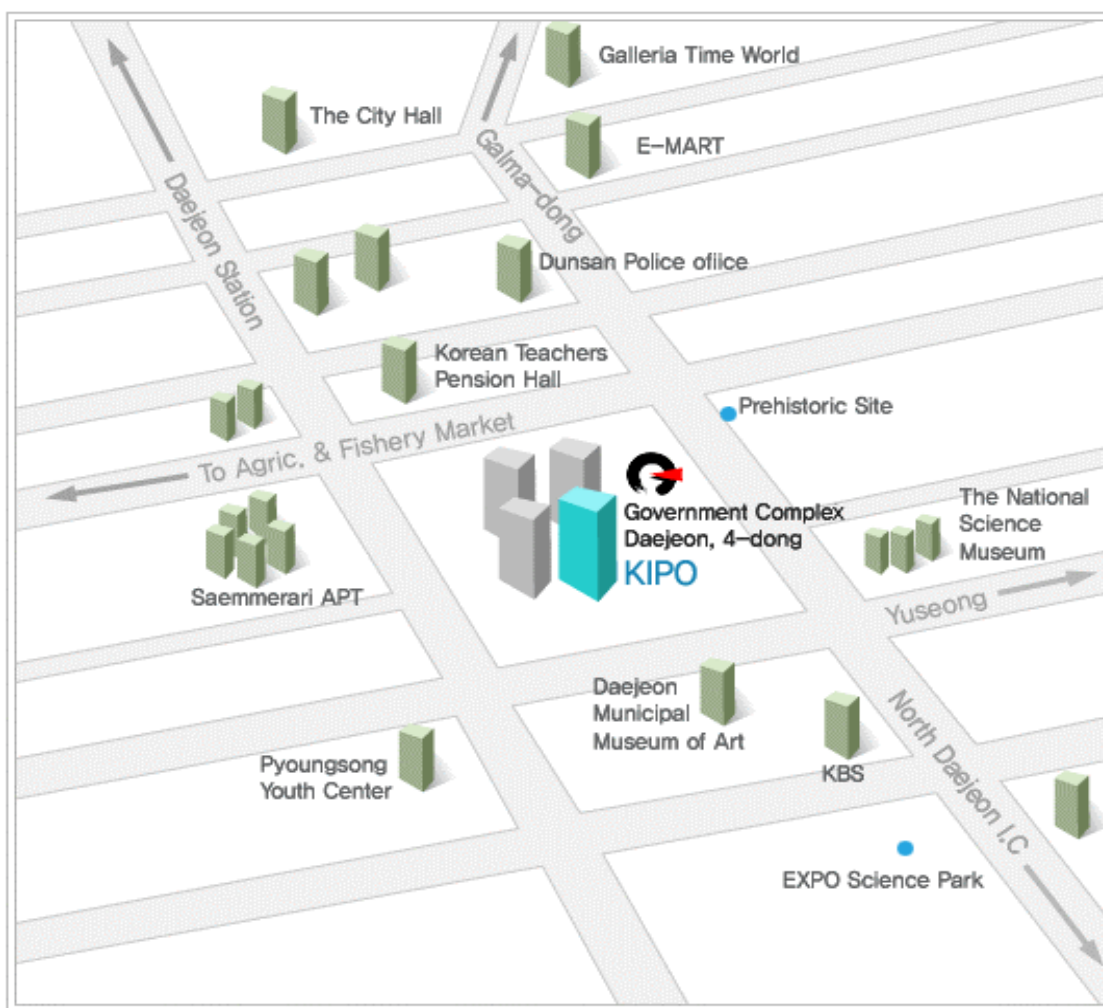 Galleria Time World
The City Hall
E-MART
Galma-dong
Daejeon Station
Dunsan Police ofiice
Korean Teachers
Pension Hall
Prehistoric Site
To Agric, & Fishery Market
The National
Science
Museum
Government Complex
Daejeon, 4-dong
KIPO
Saemmerari APT
Yuseong
Daejeon
Municipal
Museum of Art
North Daejeon I,C
Pyoungsong
Youth Center
KBS
EXPO Science Park